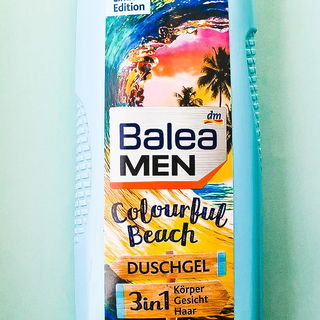 Edition
dm
Balea
MEN
Colourful
Beach
DUSCHGEL
3in1
Körper
Gesicht
Haar